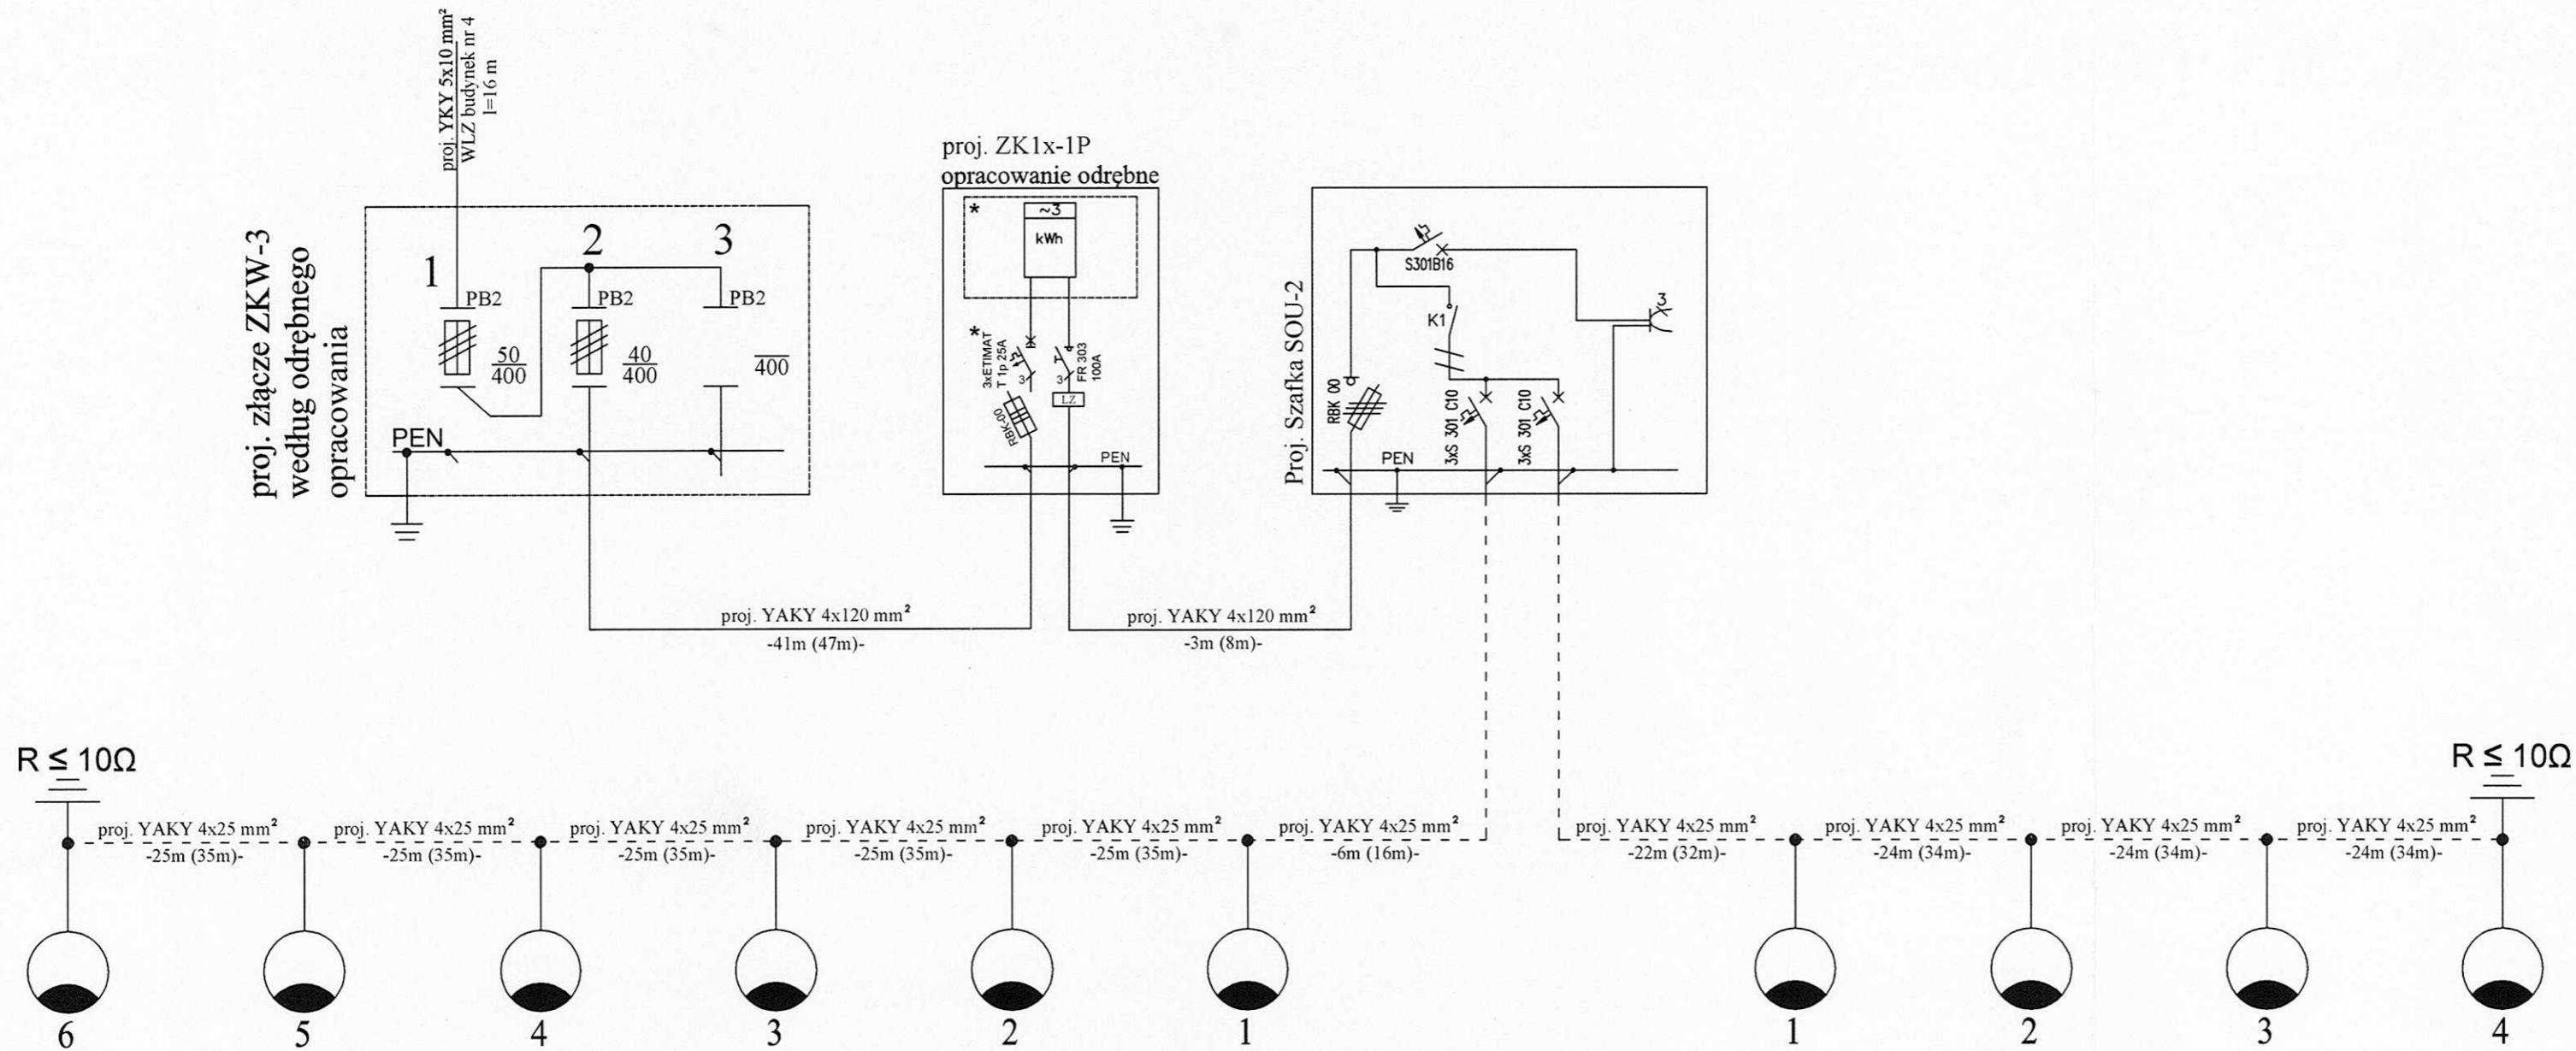 proj. YKY 5x10 mm²
WLZ budynek nr 4
l=16 m
proj. złącze ZKW-3
według odrębnego
opracowania
1
2
3
PB2
PB2
PB2
50
400
40
400
400
PEN
proj. ZK1x-1P
opracowanie odrębne
*
~3
kWh
*
3xETIMAT
T 1p 25A
3
3
FR 303
100A
LZ
RBK-00
PEN
Proj. Szafka SOU-2
S301B16
K1
3
RBK 00
3xS 301 C10
3xS 301 C10
PEN
proj. YAKY 4x120 mm²
-41m (47m)-
proj. YAKY 4x120 mm²
-3m (8m)-
R ≤ 10Ω
R ≤ 10Ω
proj. YAKY 4x25 mm²
-25m (35m)-
proj. YAKY 4x25 mm²
-25m (35m)-
proj. YAKY 4x25 mm²
-25m (35m)-
proj. YAKY 4x25 mm²
-25m (35m)-
proj. YAKY 4x25 mm²
-25m (35m)-
proj. YAKY 4x25 mm²
-6m (16m)-
proj. YAKY 4x25 mm²
-22m (32m)-
proj. YAKY 4x25 mm²
-24m (34m)-
proj. YAKY 4x25 mm²
-24m (34m)-
proj. YAKY 4x25 mm²
-24m (34m)-
6
5
4
3
2
1
1
2
3
4